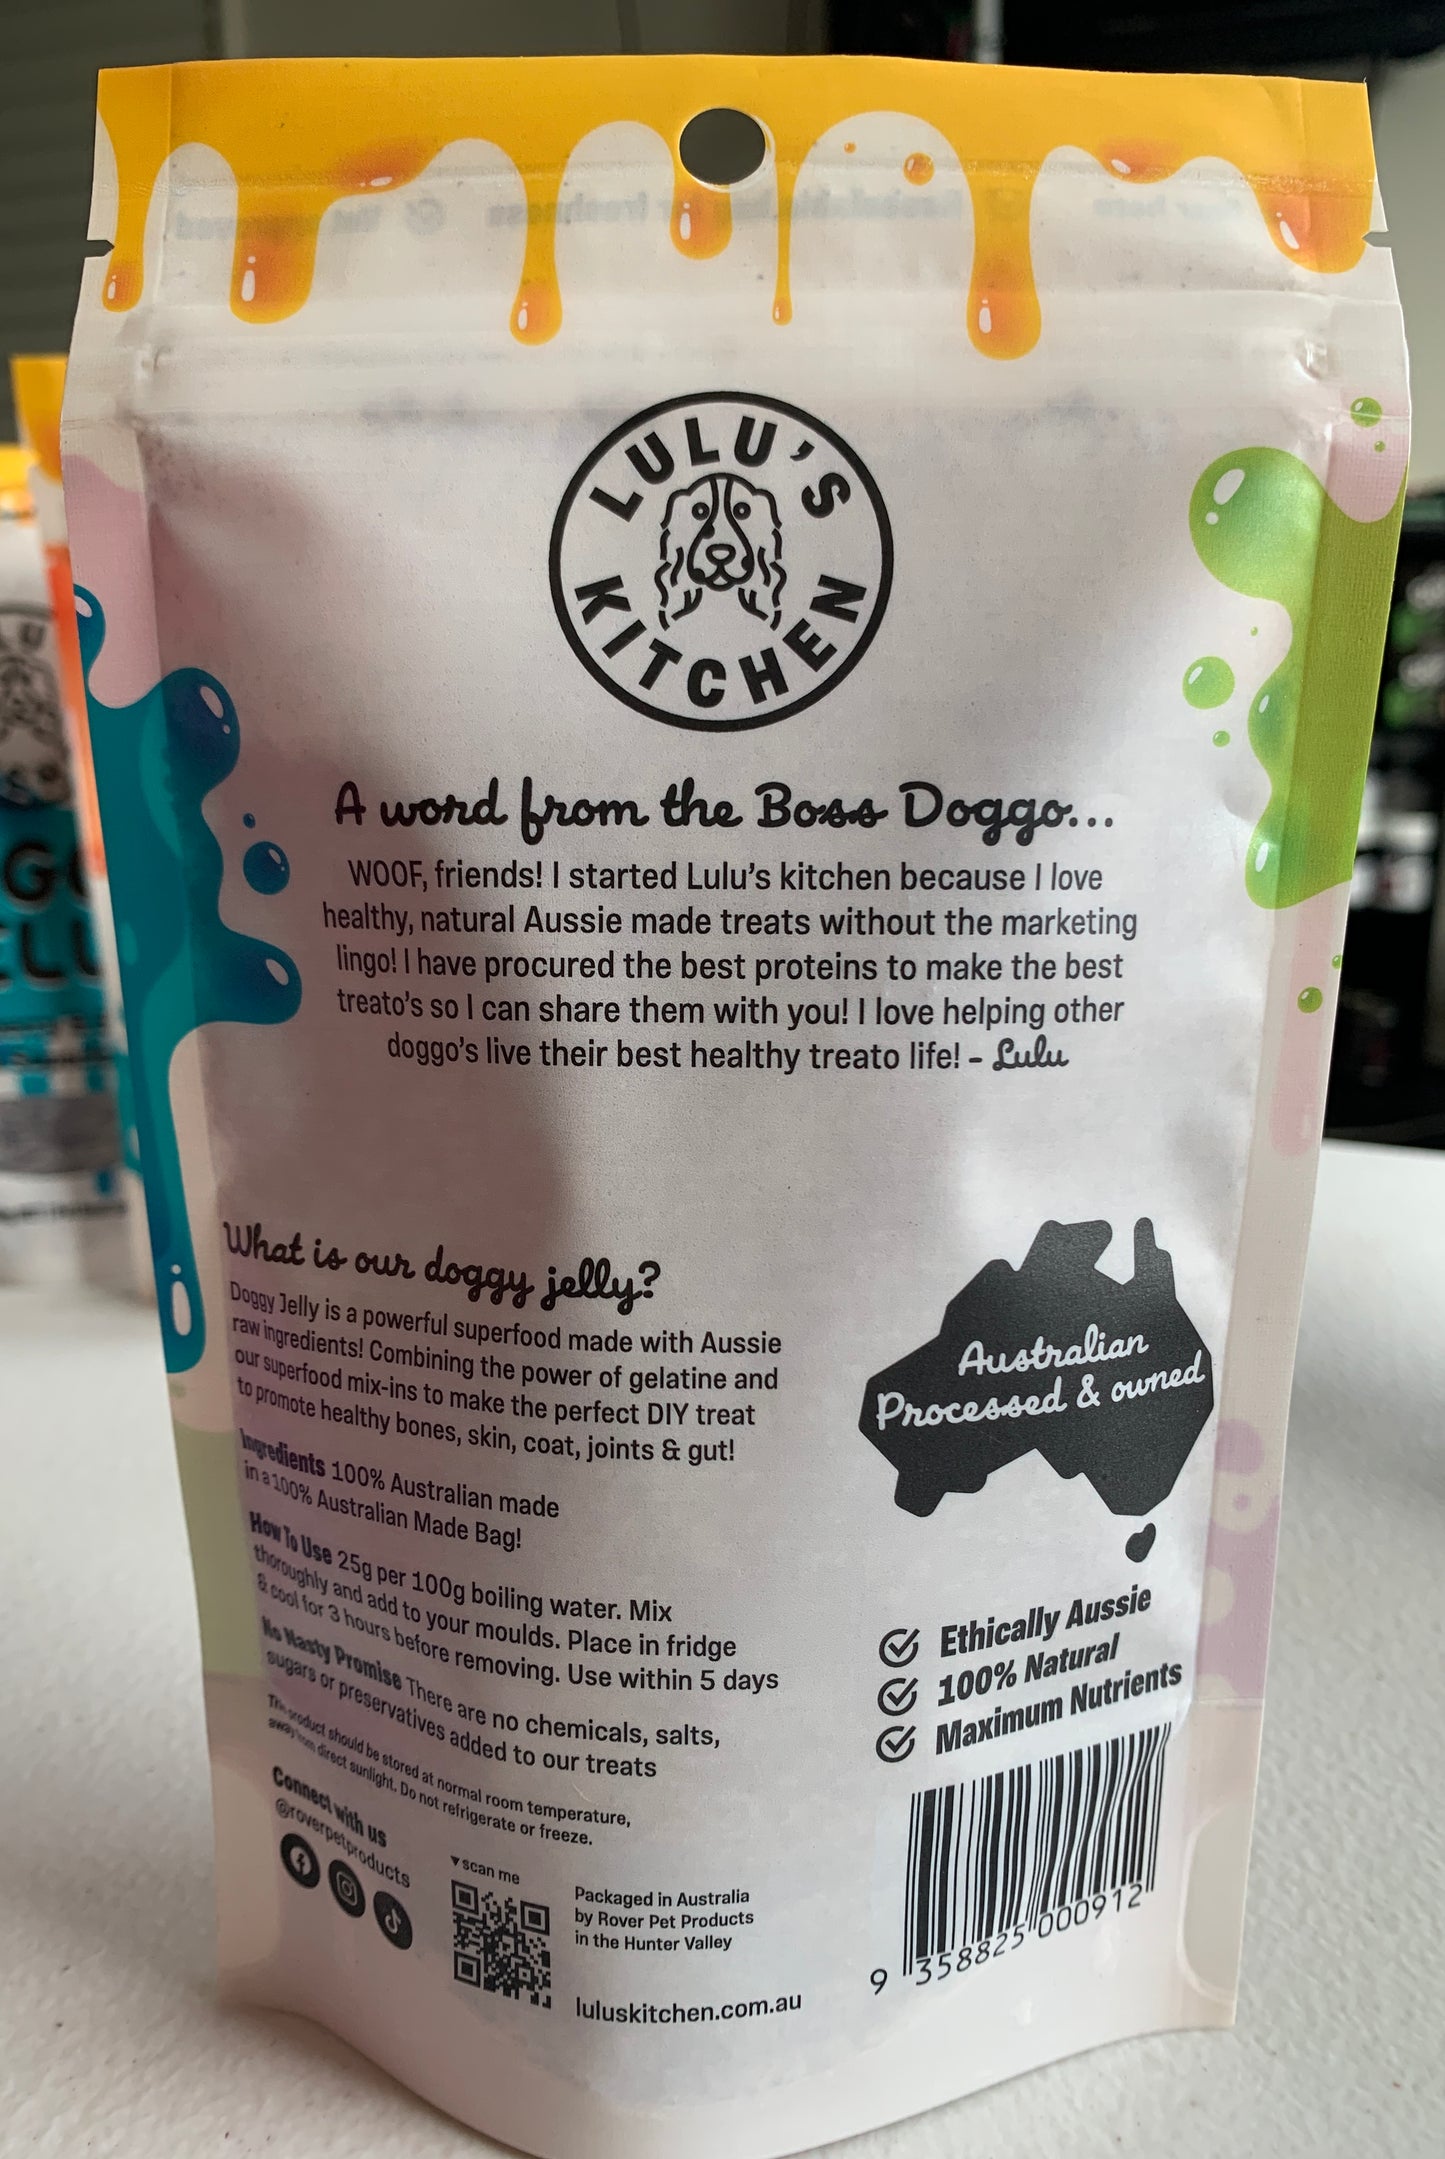 LULU'S
KITCHEN
A word from the Boss Doggo...
WOOF, friends! I started Lulu's kitchen because I love
healthy, natural Aussie made treats without the marketing
lingo! I have procured the best proteins to make the best
treato's so I can share them with you! I love helping other
doggo's live their best healthy treato life! - Lulu
What is our doggy jelly?
Doggy Jelly is a powerful superfood made with Aussie
raw ingredients! Combining the power of gelatine and
our superfood mix-ins to make the perfect DIY treat
to promote healthy bones, skin, coat, joints & gut!
Ingredients 100% Australian made
in a 100% Australian Made Bag!
How To Use 25g per 100g boiling water. Mix
thoroughly and add to your moulds. Place in fridge
& cool for 3 hours before removing. Use within 5 days
No Nasty Promise There are no chemicals, salts,
sugars or preservatives added to our treats
This product should be stored at normal room temperature,
away from direct sunlight. Do not refrigerate or freeze.
Connect with us
@roverpetproducts
scan me
Packaged in Australia
by Rover Pet Products
in the Hunter Valley
luluskitchen.com.au
Australian
Processed & owned
Ethically Aussie
100% Natural
Maximum Nutrients
9 358825 000912